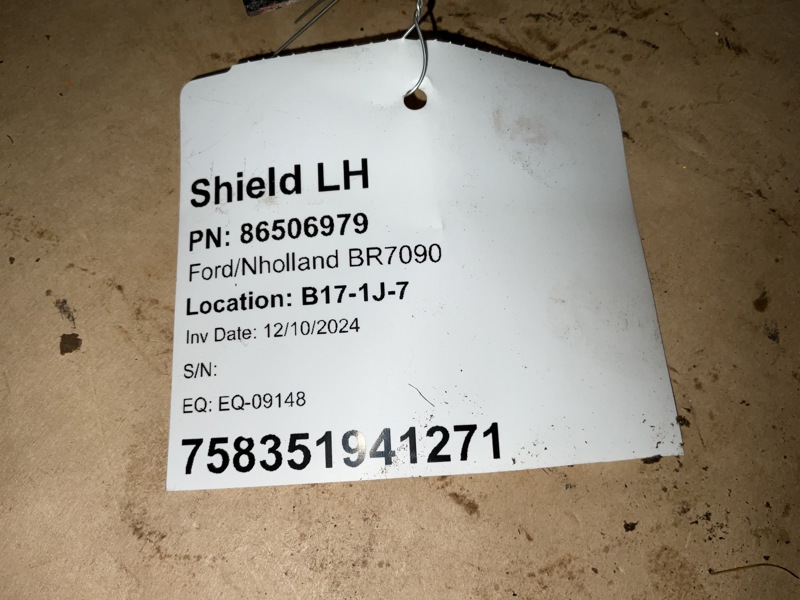 Shield LH
PN: 86506979
Ford/Nholland BR7090
Location: B17-1J-7
Inv Date: 12/10/2024
S/N:
EQ: EQ-09148
758351941271